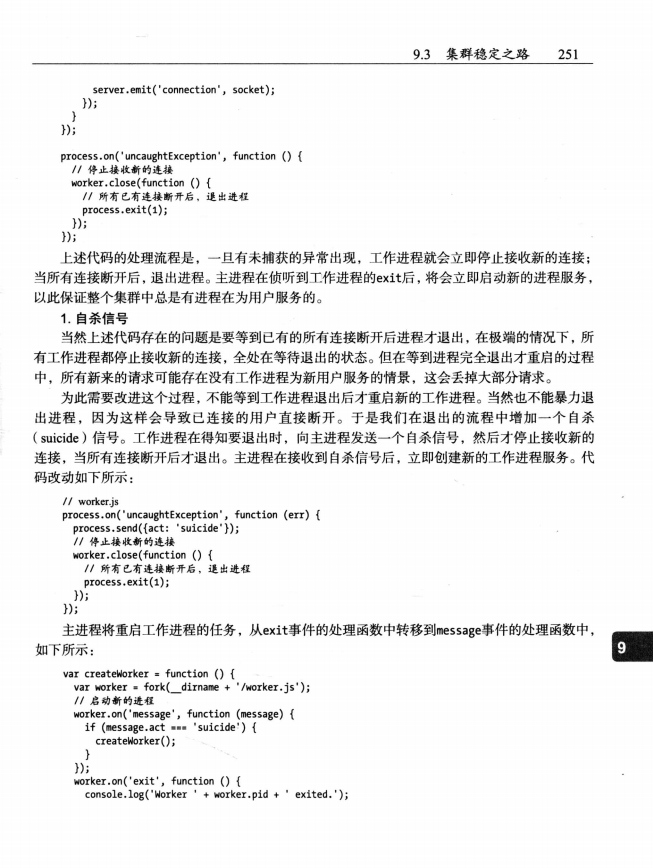 9.3 集群稳定之路 251
server.emit('connection', socket);
});
}
});
process.on('uncaughtException', function () {
// 停止接收新的连接
worker.close(function () {
// 所有已有连接断开后，退出进程
process.exit(1);
});
});
上述代码的处理流程是，一旦有未捕获的异常出现，工作进程就会立即停止接收新的连接；
当所有连接断开后，退出进程。主进程在侦听到工作进程的exit后，将会立即启动新的进程服务，
以此保证整个集群中总是有进程在为用户服务的。
1. 自杀信号
当然上述代码存在的问题是要等到已有的所有连接断开后进程才退出，在极端的情况下，所
有工作进程都停止接收新的连接，全处在等待退出的状态。但在等到进程完全退出才重启的过程
中，所有新来的请求可能存在没有工作进程为新用户服务的情景，这会丢掉大部分请求。
为此需要改进这个过程，不能等到工作进程退出后才重启新的工作进程。当然也不能暴力退
出进程，因为这样会导致已连接的用户直接断开。于是我们在退出的流程中增加一个自杀
（suicide）信号。工作进程在得知要退出时，向主进程发送一个自杀信号，然后才停止接收新的
连接，当所有连接断开后才退出。主进程在接收到自杀信号后，立即创建新的工作进程服务。代
码改动如下所示：
// worker.js
process.on('uncaughtException', function (err) {
process.send({act: 'suicide'});
// 停止接收新的连接
worker.close(function () {
// 所有已有连接断开后，退出进程
process.exit(1);
});
});
主进程将重启工作进程的任务，从exit事件的处理函数中转移到message事件的处理函数中，
如下所示：
9
var createWorker = function () {
var worker = fork(__dirname + '/worker.js');
// 启动新的进程
worker.on('message', function (message) {
if (message.act === 'suicide') {
createWorker();
}
});
worker.on('exit', function () {
console.log('Worker ' + worker.pid + ' exited.');